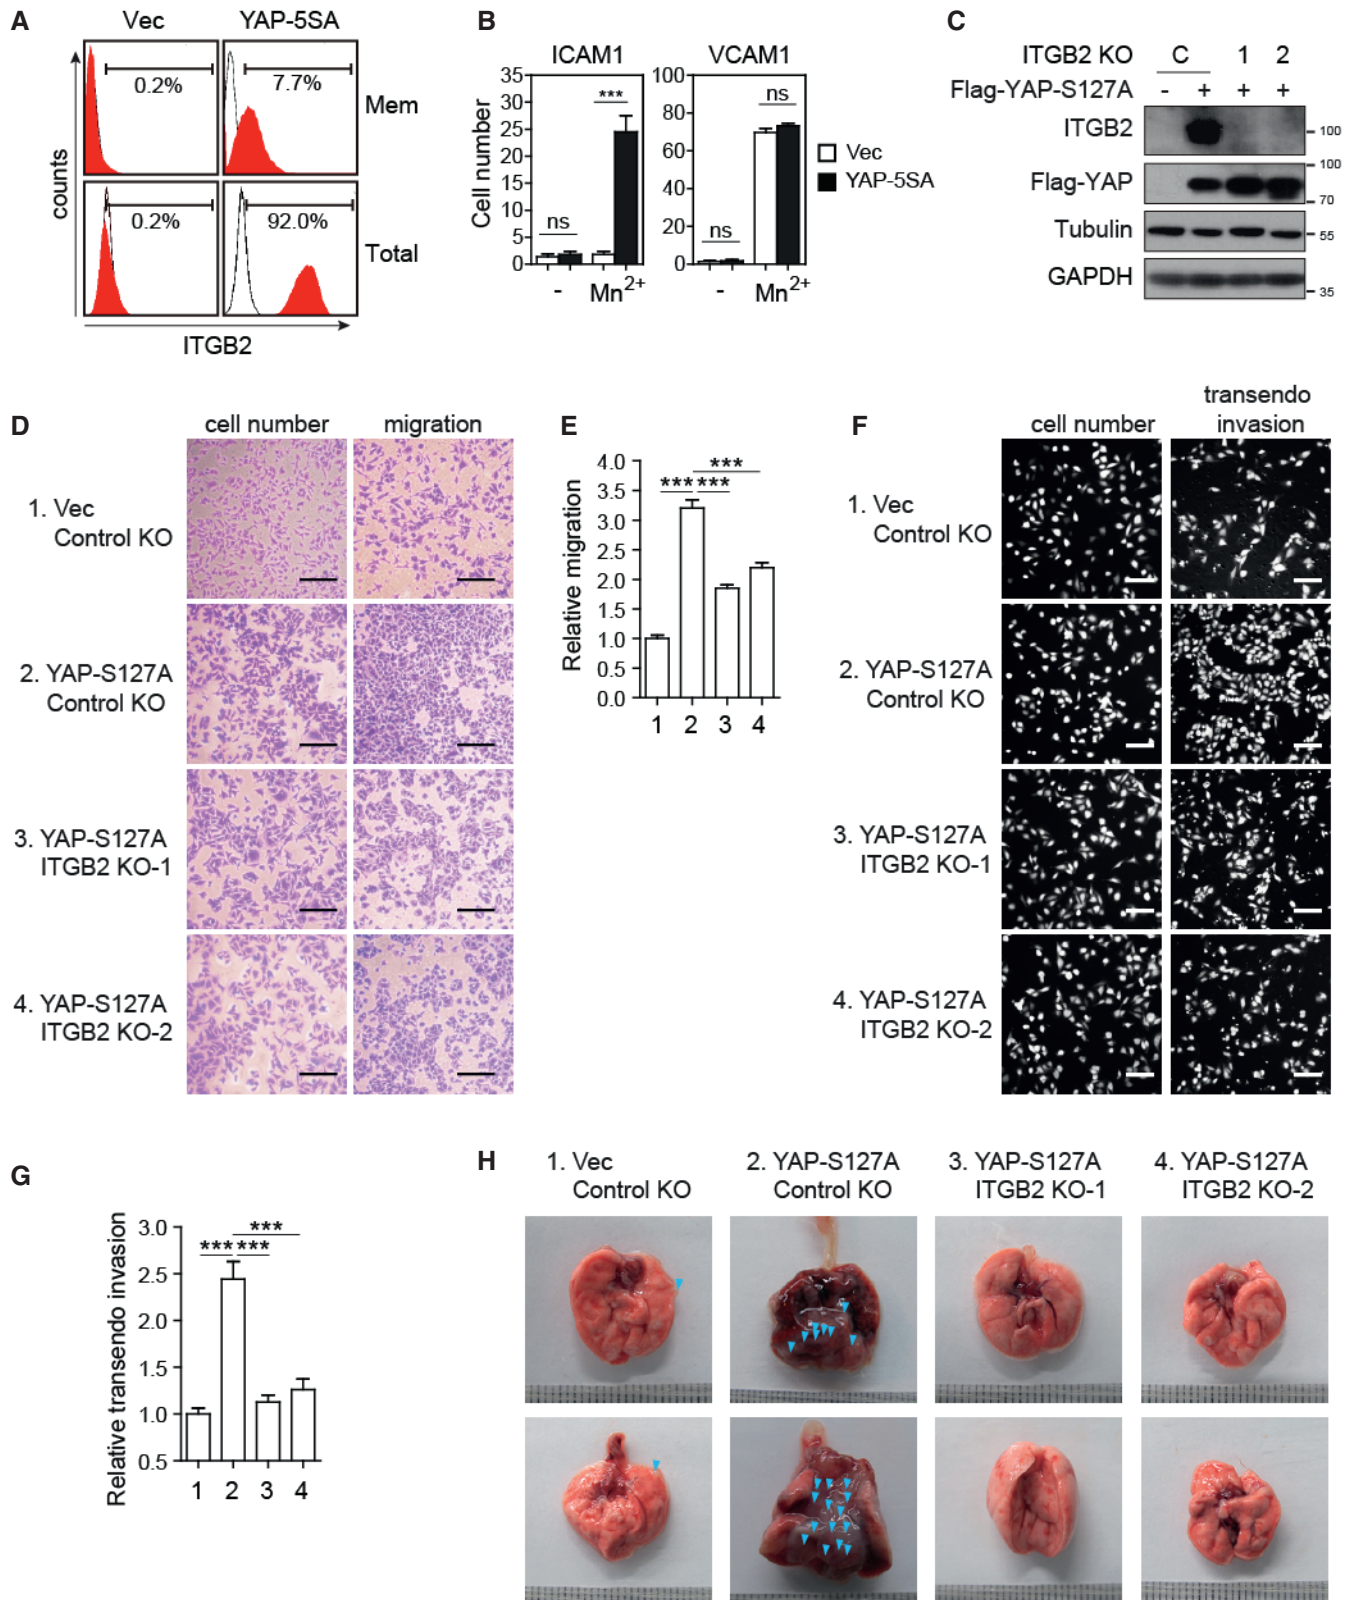 A
Vec
YAP-5SA
0.2%
7.7%
Mem
0.2%
92.0%
Total
counts
ITGB2
B
ICAM1
VCAM1
Cell number
35
30
25
20
15
10
5
0
ns
***
-
Mn2+
100
80
60
40
20
0
ns
ns
-
Mn2+
Vec
YAP-5SA
C
ITGB2 KO C 1 2
Flag-YAP-S127A - + + +
ITGB2
100
Flag-YAP
100
70
Tubulin
55
GAPDH
35
D
cell number
migration
1. Vec
Control KO
2. YAP-S127A
Control KO
3. YAP-S127A
ITGB2 KO-1
4. YAP-S127A
ITGB2 KO-2
E
Relative migration
4.0
3.5
3.0
2.5
2.0
1.5
1.0
0.5
0.0
***
*** ***
1 2 3 4
F
cell number
transendo
invasion
1. Vec
Control KO
2. YAP-S127A
Control KO
3. YAP-S127A
ITGB2 KO-1
4. YAP-S127A
ITGB2 KO-2
G
Relative transendo invasion
3.0
2.5
2.0
1.5
1.0
0.5
***
*** ***
1 2 3 4
H
1. Vec
Control KO
2. YAP-S127A
Control KO
3. YAP-S127A
ITGB2 KO-1
4. YAP-S127A
ITGB2 KO-2